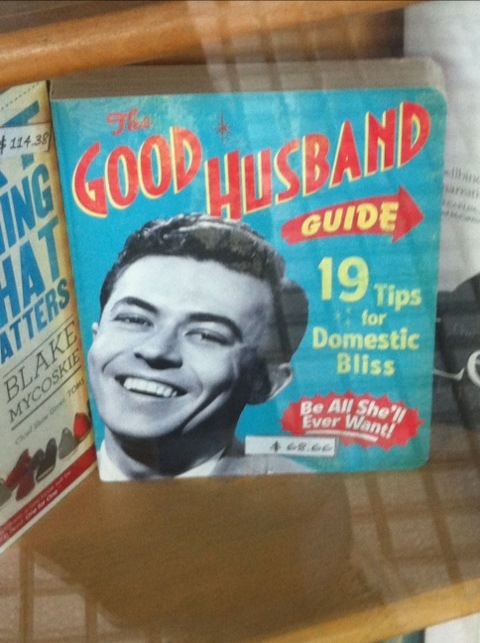 The
GOOD HUSBAND
GUIDE
19 Tips
for
Domestic
Bliss
Be All She'll
Ever Want!
$ 68.66
$ 114.38
ING
HAT
ATTERS
BLAKE
MYCOSKIE